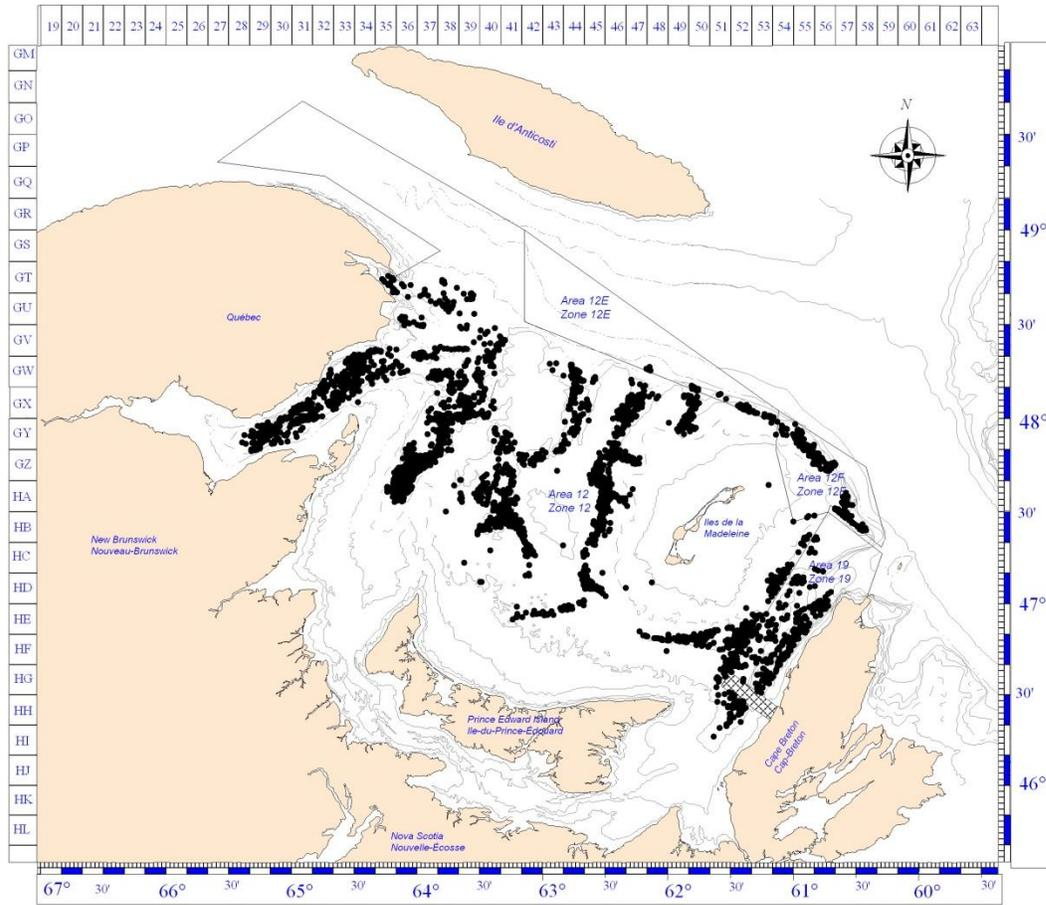 19 20 21 22 23 24 25 26 27 28 29 30 31 32 33 34 35 36 37 38 39 40 41 42 43 44 45 46 47 48 49 50 51 52 53 54 55 56 57 58 59 60 61 62 63
GM
GN
GO
GP
GQ
GR
GS
GT
GU
GV
GW
GX
GY
GZ
HA
HB
HC
HD
HE
HF
HG
HH
HI
HJ
HK
HL
N
Ile d'Anticosti
Québec
Area 12E
Zone 12E
Area 12F
Zone 12F
Area 12
Zone 12
Iles de la
Madeleine
Area 19
Zone 19
New Brunswick
Nouveau-Brunswick
Prince Edward Island
Ile-du-Prince-Édouard
Cape Breton
Cap-Breton
Nova Scotia
Nouvelle-Écosse
30'
49°
30'
48°
30'
47°
30'
46°
67° 30' 66° 30' 65° 30' 64° 30' 63° 30' 62° 30' 61° 30' 60° 30'